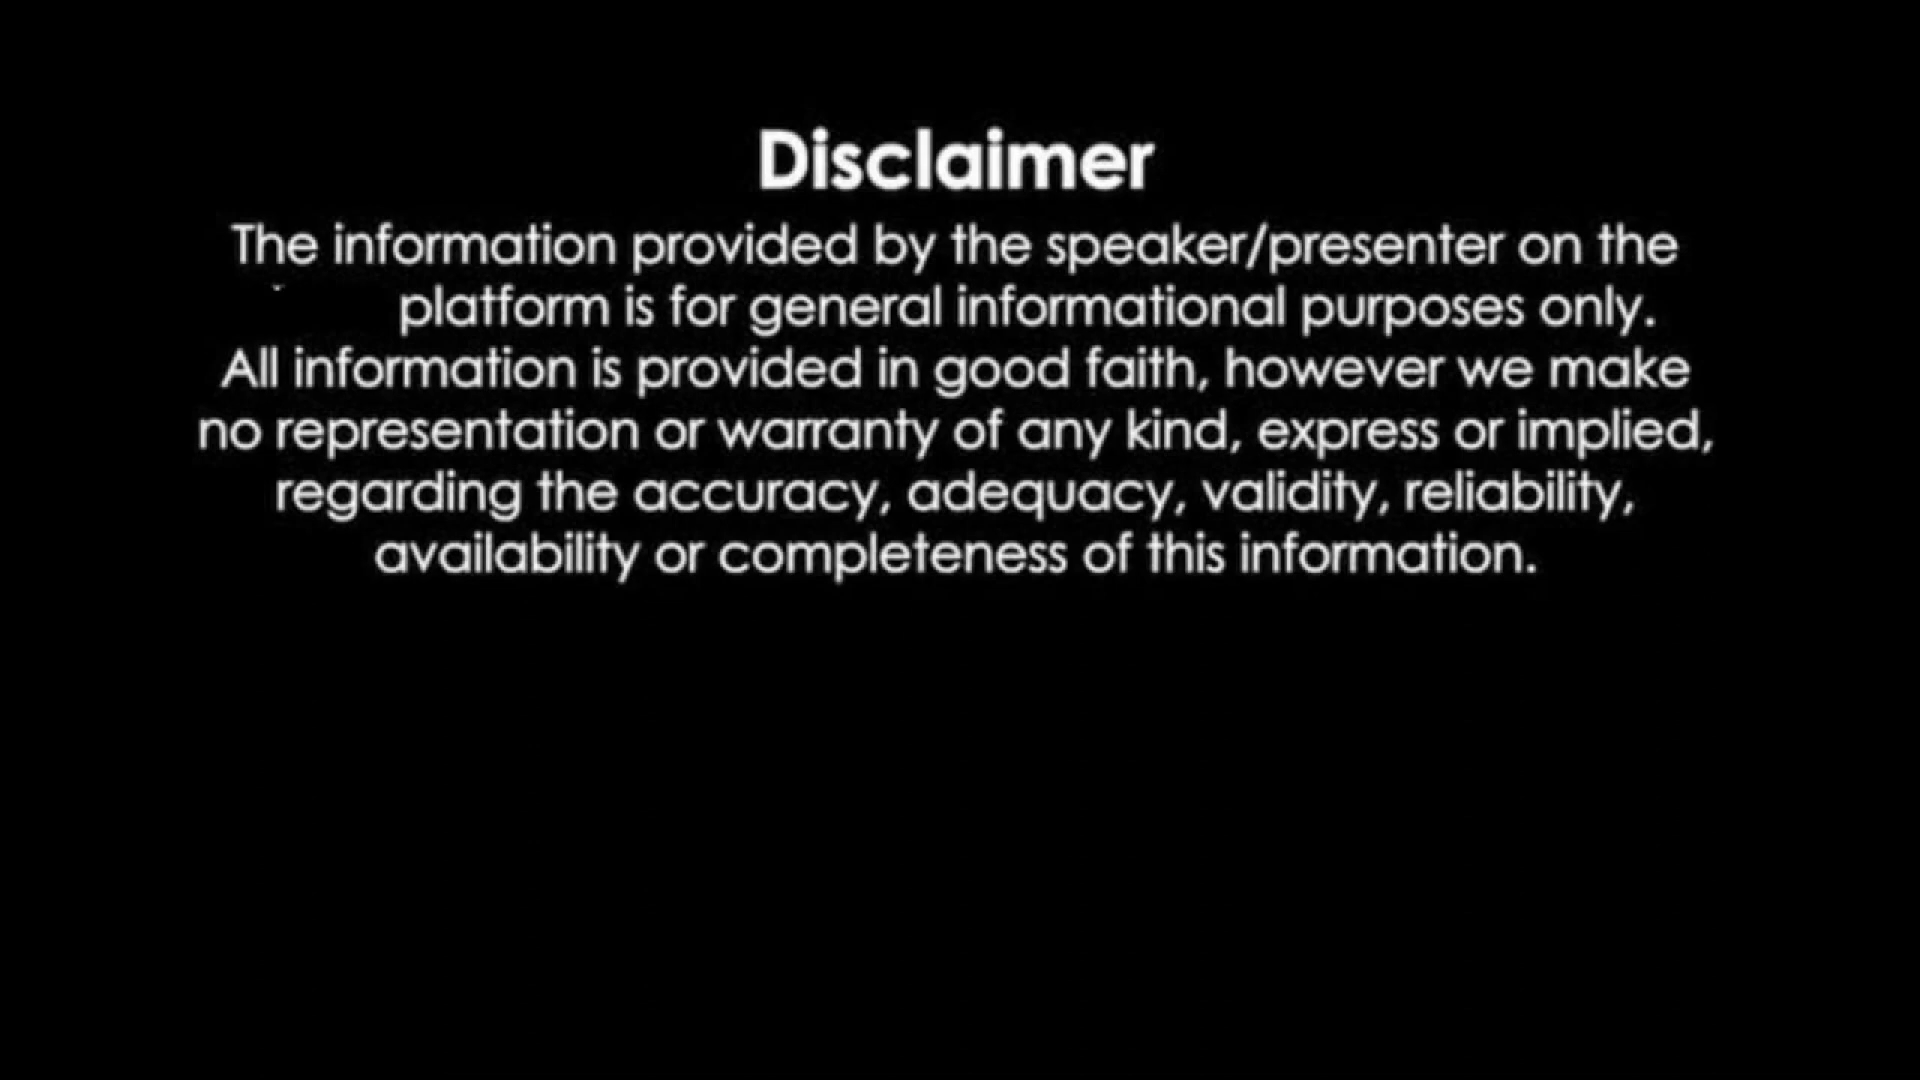 Disclaimer
The information provided by the speaker/presenter on the
platform is for general informational purposes only.
All information is provided in good faith, however we make
no representation or warranty of any kind, express or implied,
regarding the accuracy, adequacy, validity, reliability,
availability or completeness of this information.